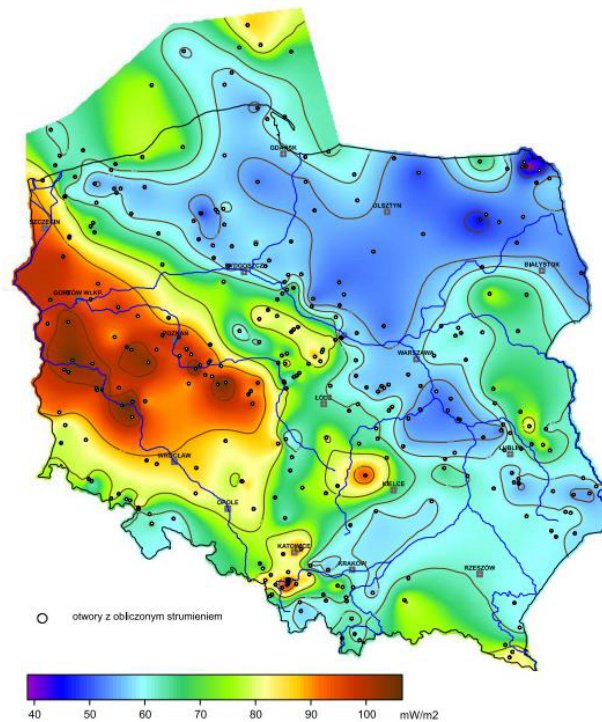 GDAŃSK
OLSZTYN
SZCZECIN
BYDGOSZCZ
BIAŁYSTOK
GORZÓW WLKP.
POZNAŃ
WARSZAWA
ŁÓDŹ
LUBLIN
WROCŁAW
KIELCE
OPOLE
KATOWICE
KRAKÓW
RZESZÓW
otwory z obliczonym strumieniem
40 50 60 70 80 90 100 mW/m2